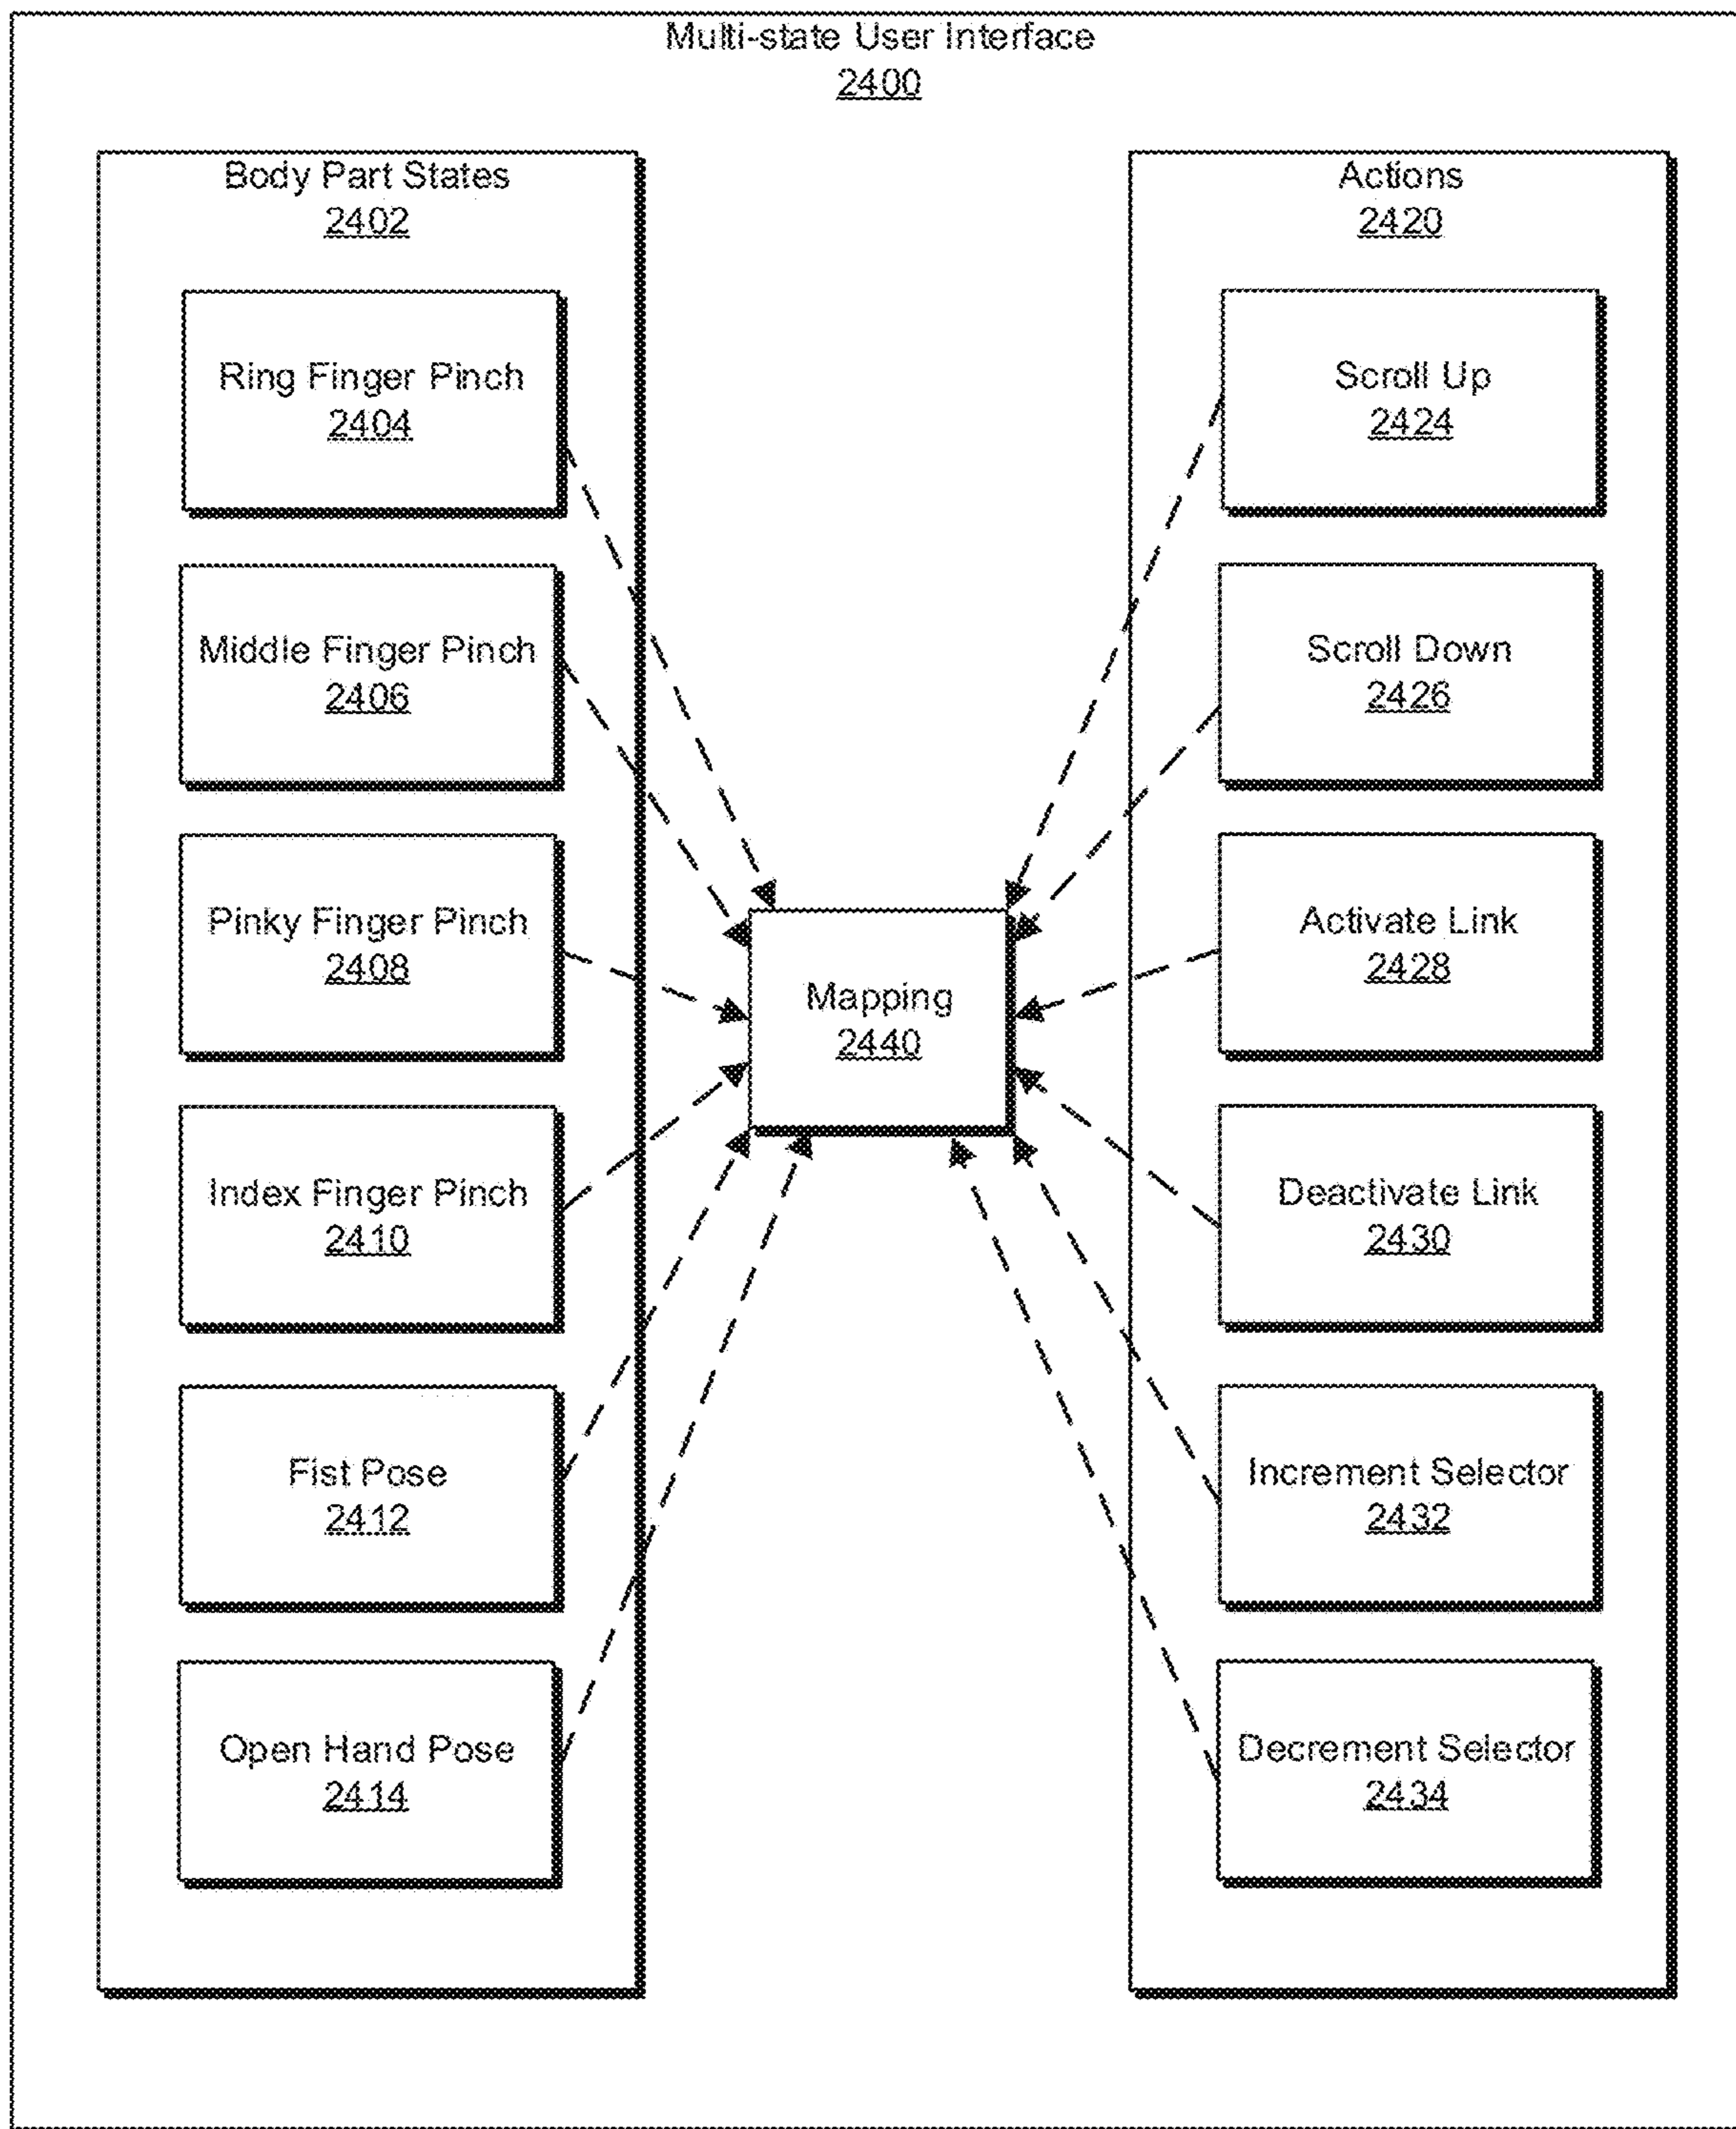 Multi-state User Interface
2400
Body Part States
2402
Ring Finger Pinch
2404
Middle Finger Pinch
2406
Pinky Finger Pinch
2408
Index Finger Pinch
2410
Fist Pose
2412
Open Hand Pose
2414
Mapping
2440
Actions
2420
Scroll Up
2424
Scroll Down
2426
Activate Link
2428
Deactivate Link
2430
Increment Selector
2432
Decrement Selector
2434